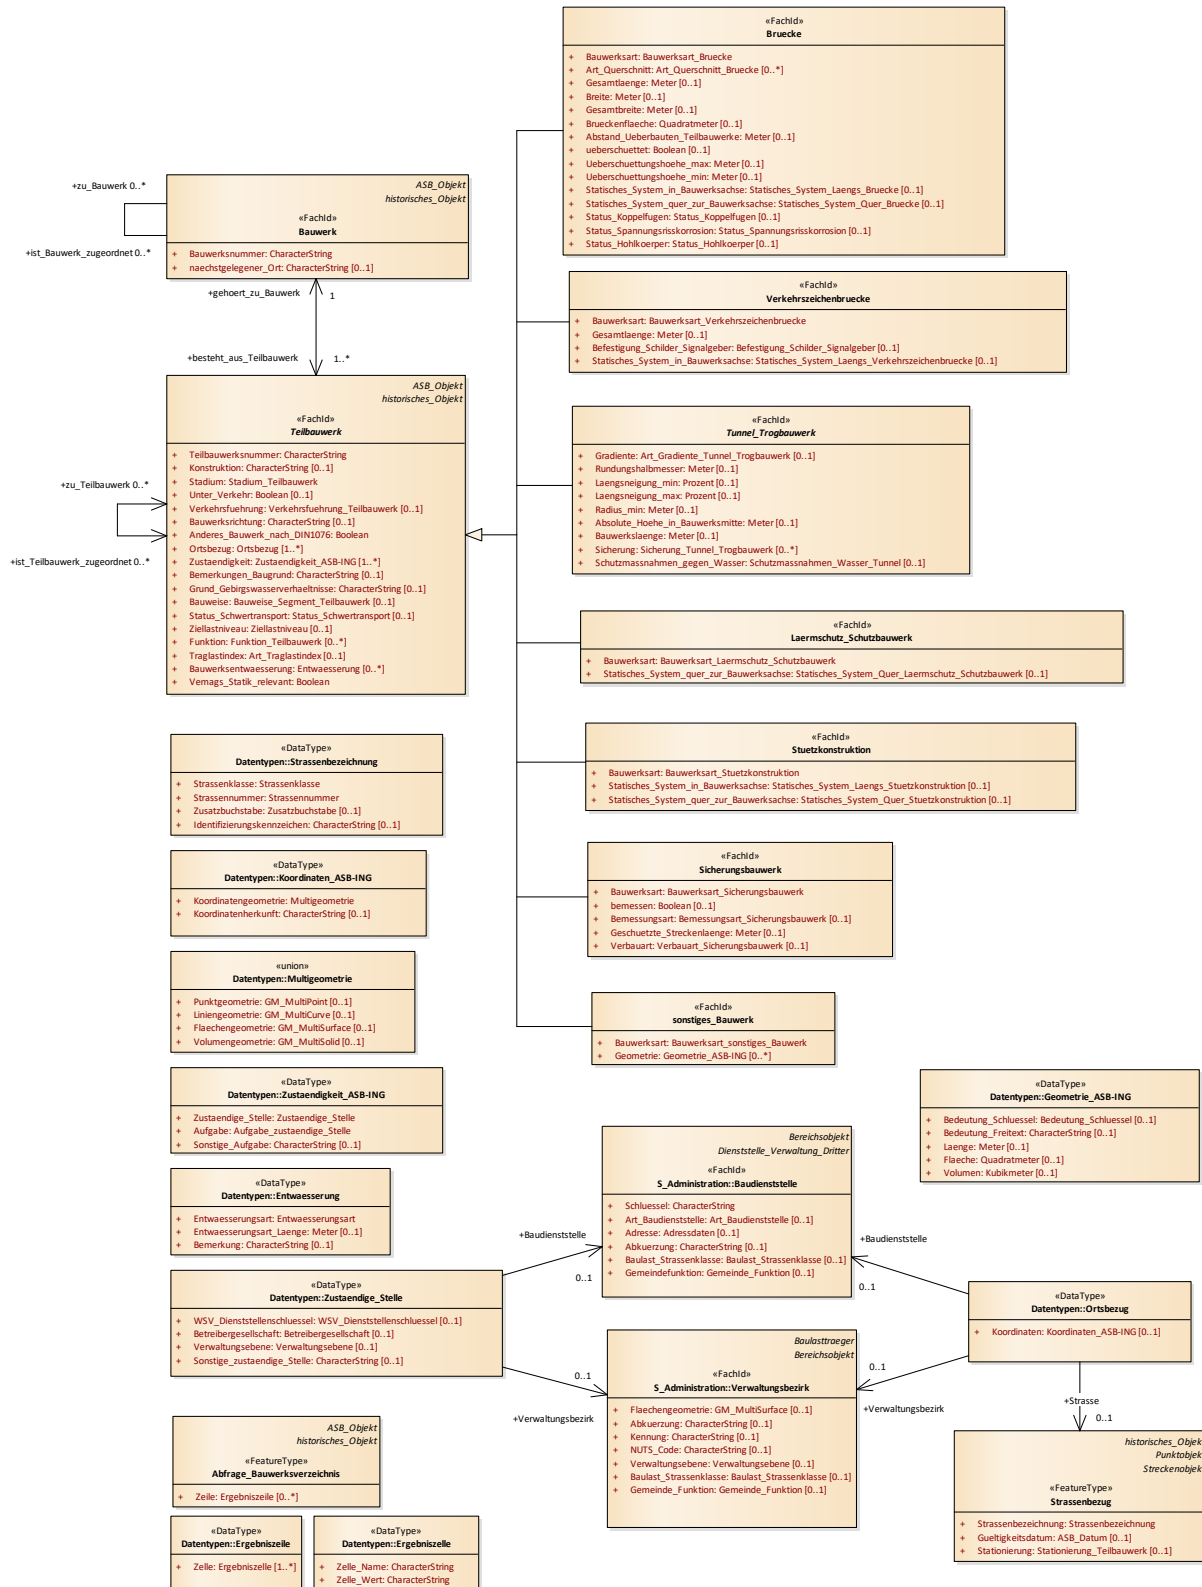 «FachId»
Bruecke
+ Bauwerksart: Bauwerksart_Bruecke
+ Art_Querschnitt: Art_Querschnitt_Bruecke [0..*]
+ Gesamtlaenge: Meter [0..1]
+ Breite: Meter [0..1]
+ Gesamtbreite: Meter [0..1]
+ Brueckenflaeche: Quadratmeter [0..1]
+ Abstand_Ueberbauten_Teilbauwerke: Meter [0..1]
+ ueberschuettet: Boolean [0..1]
+ Ueberschuettungshoehe_max: Meter [0..1]
+ Ueberschuettungshoehe_min: Meter [0..1]
+ Statisches_System_in_Bauwerksachse: Statisches_System_Laengs_Bruecke [0..1]
+ Statisches_System_quer_zur_Bauwerksachse: Statisches_System_Quer_Bruecke [0..1]
+ Status_Koppelfugen: Status_Koppelfugen [0..1]
+ Status_Spannungsrisskorrosion: Status_Spannungsrisskorrosion [0..1]
+ Status_Hohlkoerper: Status_Hohlkoerper [0..1]
+zu_Bauwerk 0..*
+ist_Bauwerk_zugeordnet 0..*
ASB_Objekt
historisches_Objekt
«FachId»
Bauwerk
+ Bauwerksnummer: CharacterString
+ naechstgelegener_Ort: CharacterString [0..1]
+gehoert_zu_Bauwerk 1
+besteht_aus_Teilbauwerk 1..*
«FachId»
Verkehrszeichenbruecke
+ Bauwerksart: Bauwerksart_Verkehrszeichenbruecke
+ Gesamtlaenge: Meter [0..1]
+ Befestigung_Schilder_Signalgeber: Befestigung_Schilder_Signalgeber [0..1]
+ Statisches_System_in_Bauwerksachse: Statisches_System_Laengs_Verkehrszeichenbruecke [0..1]
ASB_Objekt
historisches_Objekt
«FachId»
Teilbauwerk
+ Teilbauwerksnummer: CharacterString
+ Konstruktion: CharacterString [0..1]
+ Stadium: Stadium_Teilbauwerk
+ Unter_Verkehr: Boolean [0..1]
+ Verkehrsfuehrung: Verkehrsfuehrung_Teilbauwerk [0..1]
+ Bauwerksrichtung: CharacterString [0..1]
+ Anderes_Bauwerk_nach_DIN1076: Boolean
+ Ortsbezug: Ortsbezug [1..*]
+ Zustaendigkeit: Zustaendigkeit_ASB-ING [1..*]
+ Bemerkungen_Baugrund: CharacterString [0..1]
+ Grund_Gebirgswasserverhaeltnisse: CharacterString [0..1]
+ Bauweise: Bauweise_Segment_Teilbauwerk [0..1]
+ Status_Schwertransport: Status_Schwertransport [0..1]
+ Ziellastniveau: Ziellastniveau [0..1]
+ Funktion: Funktion_Teilbauwerk [0..*]
+ Traglastindex: Art_Traglastindex [0..1]
+ Bauwerksentwaesserung: Entwaesserung [0..*]
+ Vemags_Statik_relevant: Boolean
+zu_Teilbauwerk 0..*
+ist_Teilbauwerk_zugeordnet 0..*
«FachId»
Tunnel_Trogbauwerk
+ Gradiente: Art_Gradiente_Tunnel_Trogbauwerk [0..1]
+ Rundungshalbmesser: Meter [0..1]
+ Laengsneigung_min: Prozent [0..1]
+ Laengsneigung_max: Prozent [0..1]
+ Radius_min: Meter [0..1]
+ Absolute_Hoehe_in_Bauwerksmitte: Meter [0..1]
+ Bauwerkslaenge: Meter [0..1]
+ Sicherung: Sicherung_Tunnel_Trogbauwerk [0..*]
+ Schutzmassnahmen_gegen_Wasser: Schutzmassnahmen_Wasser_Tunnel [0..1]
«FachId»
Laermschutz_Schutzbauwerk
+ Bauwerksart: Bauwerksart_Laermschutz_Schutzbauwerk
+ Statisches_System_quer_zur_Bauwerksachse: Statisches_System_Quer_Laermschutz_Schutzbauwerk [0..1]
«FachId»
Stuetzkonstruktion
+ Bauwerksart: Bauwerksart_Stuetzkonstruktion
+ Statisches_System_in_Bauwerksachse: Statisches_System_Laengs_Stuetzkonstruktion [0..1]
+ Statisches_System_quer_zur_Bauwerksachse: Statisches_System_Quer_Stuetzkonstruktion [0..1]
«FachId»
Sicherungsbauwerk
+ Bauwerksart: Bauwerksart_Sicherungsbauwerk
+ bemessen: Boolean [0..1]
+ Bemessungsart: Bemessungsart_Sicherungsbauwerk [0..1]
+ Geschuetzte_Streckenlaenge: Meter [0..1]
+ Verbauart: Verbauart_Sicherungsbauwerk [0..1]
«FachId»
sonstiges_Bauwerk
+ Bauwerksart: Bauwerksart_sonstiges_Bauwerk
+ Geometrie: Geometrie_ASB-ING [0..*]
«DataType»
Datentypen::Strassenbezeichnung
+ Strassenklasse: Strassenklasse
+ Strassennummer: Strassennummer
+ Zusatzbuchstabe: Zusatzbuchstabe [0..1]
+ Identifizierungskennzeichen: CharacterString [0..1]
«DataType»
Datentypen::Koordinaten_ASB-ING
+ Koordinatengeometrie: Multigeometrie
+ Koordinatenherkunft: CharacterString [0..1]
«union»
Datentypen::Multigeometrie
+ Punktgeometrie: GM_MultiPoint [0..1]
+ Liniengeometrie: GM_MultiCurve [0..1]
+ Flaechengeometrie: GM_MultiSurface [0..1]
+ Volumengeometrie: GM_MultiSolid [0..1]
«DataType»
Datentypen::Zustaendigkeit_ASB-ING
+ Zustaendige_Stelle: Zustaendige_Stelle
+ Aufgabe: Aufgabe_zustaendige_Stelle
+ Sonstige_Aufgabe: CharacterString [0..1]
«DataType»
Datentypen::Entwaesserung
+ Entwaesserungsart: Entwaesserungsart
+ Entwaesserungsart_Laenge: Meter [0..1]
+ Bemerkung: CharacterString [0..1]
«DataType»
Datentypen::Zustaendige_Stelle
+ WSV_Dienststellenschluessel: WSV_Dienststellenschluessel [0..1]
+ Betreibergesellschaft: Betreibergesellschaft [0..1]
+ Verwaltungsebene: Verwaltungsebene [0..1]
+ Sonstige_zustaendige_Stelle: CharacterString [0..1]
«DataType»
Datentypen::Geometrie_ASB-ING
+ Bedeutung_Schluessel: Bedeutung_Schluessel [0..1]
+ Bedeutung_Freitext: CharacterString [0..1]
+ Laenge: Meter [0..1]
+ Flaeche: Quadratmeter [0..1]
+ Volumen: Kubikmeter [0..1]
Bereichsobjekt
Dienststelle_Verwaltung_Dritter
«FachId»
S_Administration::Baudienststelle
+ Schluessel: CharacterString
+ Art_Baudienststelle: Art_Baudienststelle [0..1]
+ Adresse: Adressdaten [0..1]
+ Abkuerzung: CharacterString [0..1]
+ Baulast_Strassenklasse: Baulast_Strassenklasse [0..1]
+ Gemeindefunktion: Gemeinde_Funktion [0..1]
+Baudienststelle
0..1
+Baudienststelle
0..1
«DataType»
Datentypen::Ortsbezug
+ Koordinaten: Koordinaten_ASB-ING [0..1]
Baulasttraeger
Bereichsobjekt
«FachId»
S_Administration::Verwaltungsbezirk
+ Flaechengeometrie: GM_MultiSurface [0..1]
+ Abkuerzung: CharacterString [0..1]
+ Kennung: CharacterString [0..1]
+ NUTS_Code: CharacterString [0..1]
+ Verwaltungsebene: Verwaltungsebene [0..1]
+ Baulast_Strassenklasse: Baulast_Strassenklasse [0..1]
+ Gemeinde_Funktion: Gemeinde_Funktion [0..1]
0..1
+Verwaltungsbezirk
0..1
+Verwaltungsbezirk
+Strasse
0..1
historisches_Objek
Punktobjek
Streckenobjek
«FeatureType»
Strassenbezug
+ Strassenbezeichnung: Strassenbezeichnung
+ Gueltigkeitsdatum: ASB_Datum [0..1]
+ Stationierung: Stationierung_Teilbauwerk [0..1]
ASB_Objekt
historisches_Objekt
«FeatureType»
Abfrage_Bauwerksverzeichnis
+ Zeile: Ergebniszeile [0..*]
«DataType»
Datentypen::Ergebniszeile
+ Zelle: Ergebniszelle [1..*]
«DataType»
Datentypen::Ergebniszelle
+ Zelle_Name: CharacterString
+ Zelle_Wert: CharacterString